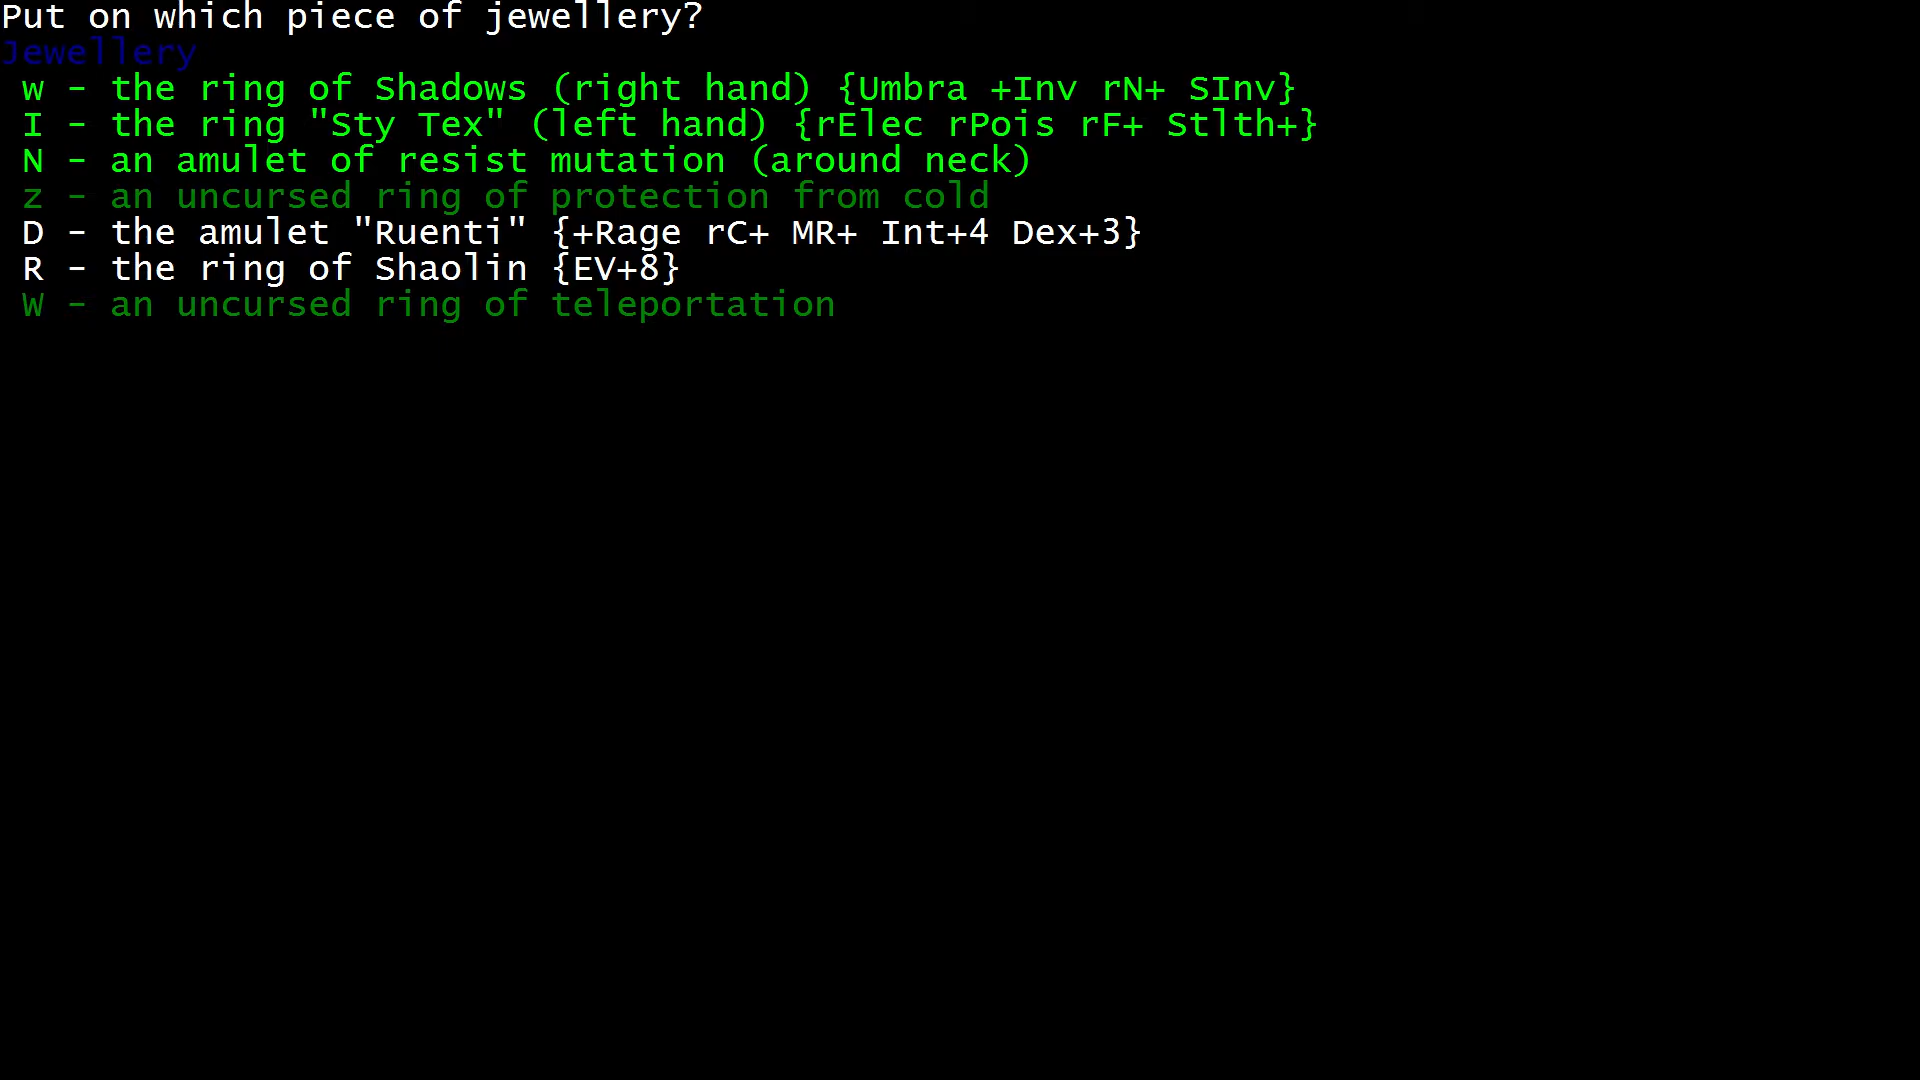 Put on which piece of jewellery?
Jewellery
w - the ring of Shadows (right hand) {Umbra +Inv rN+ SInv}
I - the ring "Sty Tex" (left hand) {rElec rPois rF+ Stlth+}
N - an amulet of resist mutation (around neck)
z - an uncursed ring of protection from cold
D - the amulet "Ruenti" {+Rage rC+ MR+ Int+4 Dex+3}
R - the ring of Shaolin {EV+8}
W - an uncursed ring of teleportation